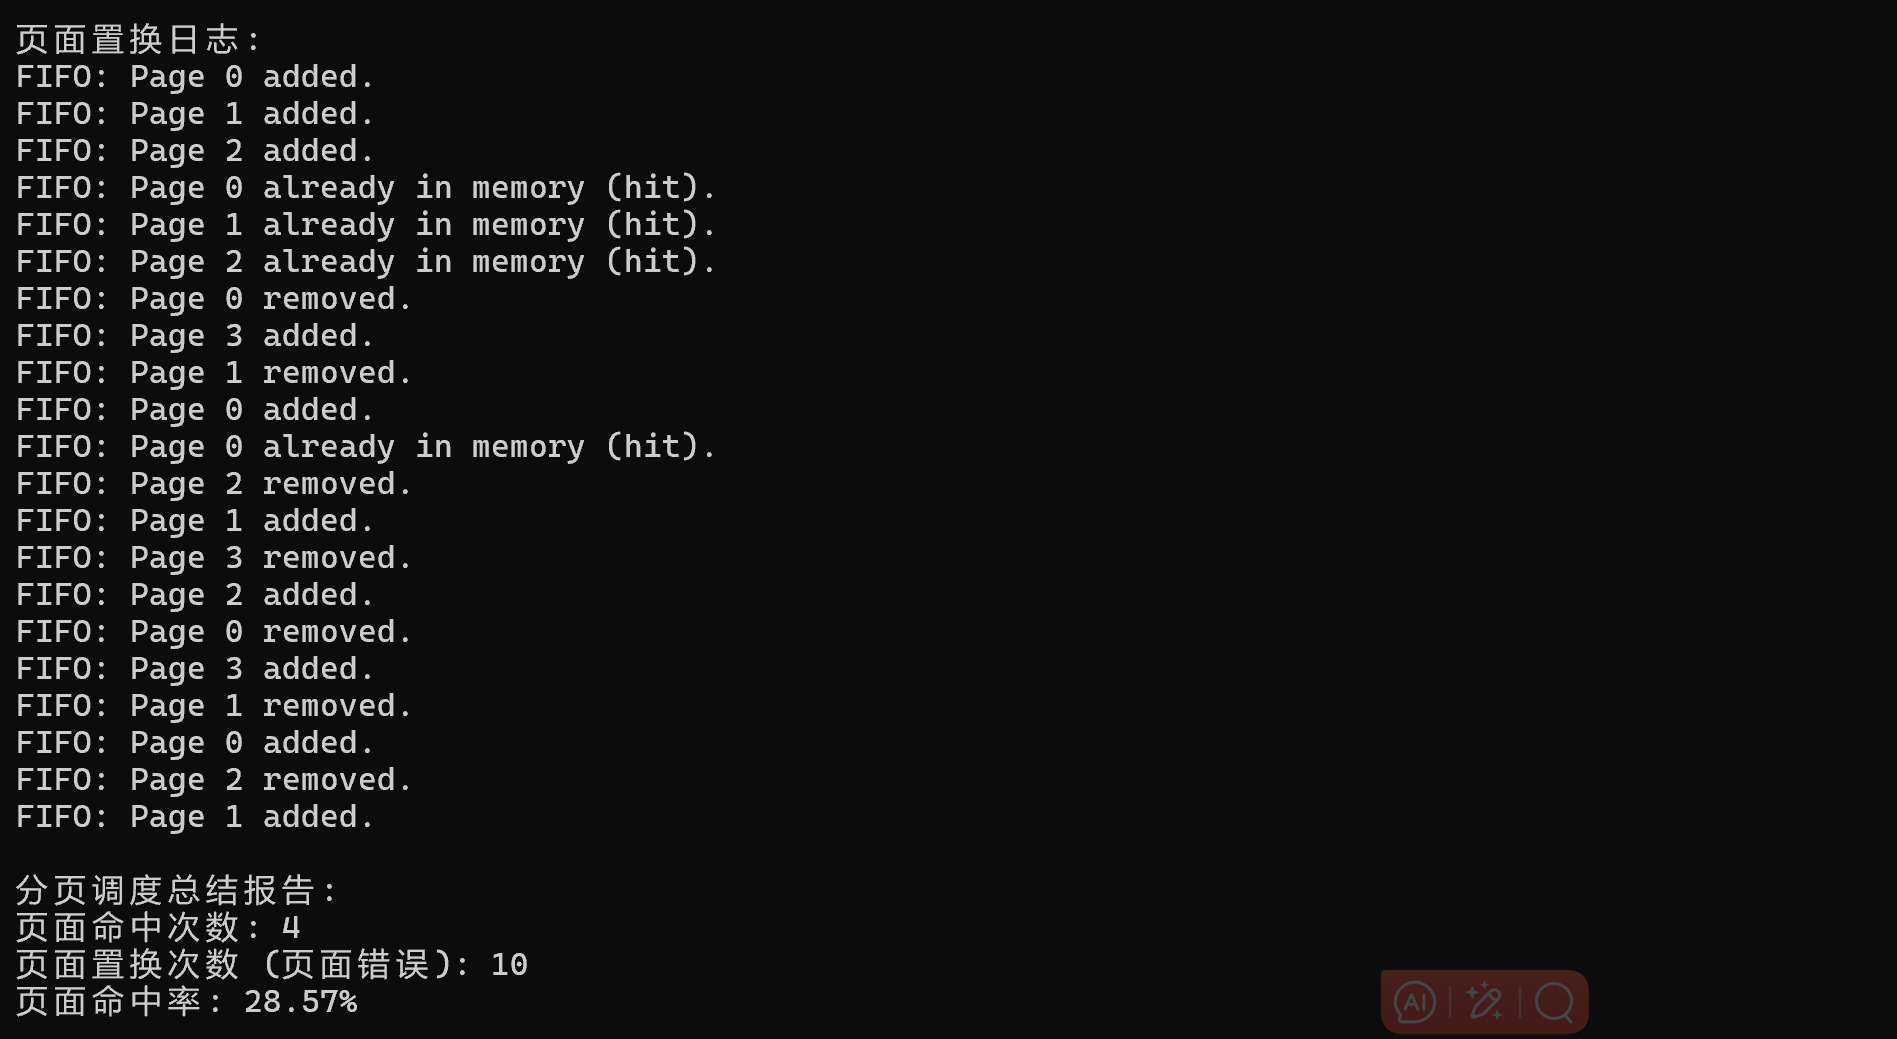 页面置换日志:
FIFO: Page 0 added.
FIFO: Page 1 added.
FIFO: Page 2 added.
FIFO: Page 0 already in memory (hit).
FIFO: Page 1 already in memory (hit).
FIFO: Page 2 already in memory (hit).
FIFO: Page 0 removed.
FIFO: Page 3 added.
FIFO: Page 1 removed.
FIFO: Page 0 added.
FIFO: Page 0 already in memory (hit).
FIFO: Page 2 removed.
FIFO: Page 1 added.
FIFO: Page 3 removed.
FIFO: Page 2 added.
FIFO: Page 0 removed.
FIFO: Page 3 added.
FIFO: Page 1 removed.
FIFO: Page 0 added.
FIFO: Page 2 removed.
FIFO: Page 1 added.
分页调度总结报告:
页面命中次数: 4
页面置换次数 (页面错误): 10
页面命中率: 28.57%
AI